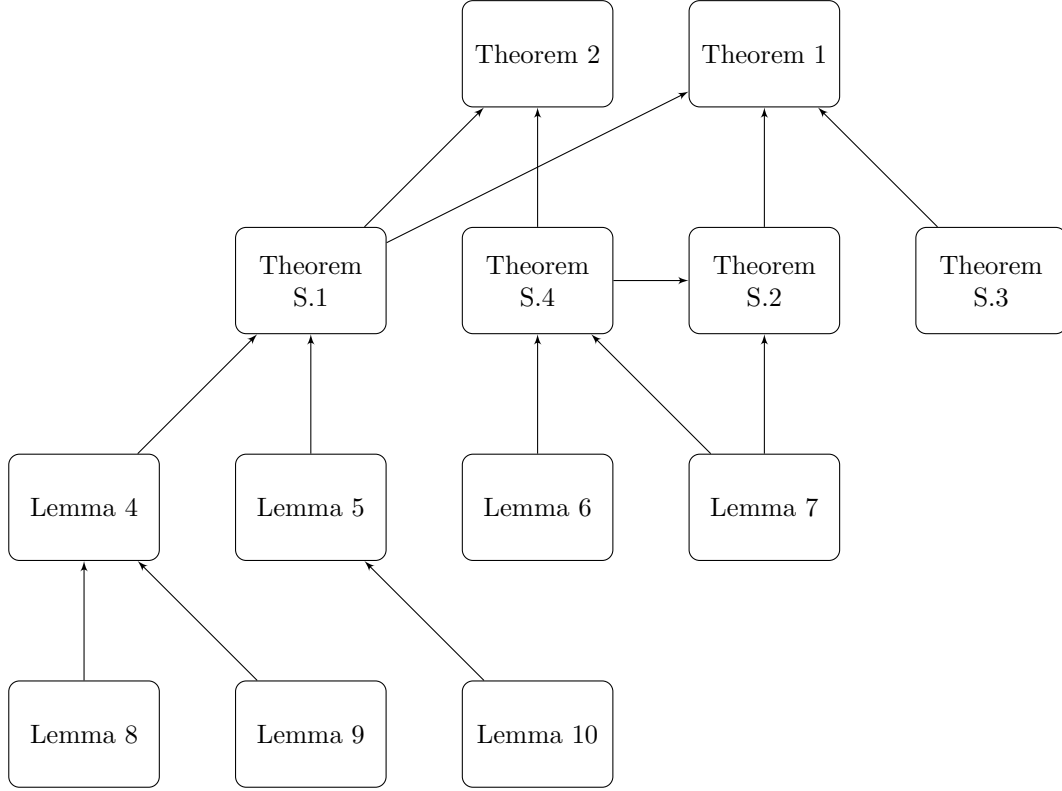 Theorem 2
Theorem 1
Theorem
S.1
Theorem
S.4
Theorem
S.2
Theorem
S.3
Lemma 4
Lemma 5
Lemma 6
Lemma 7
Lemma 8
Lemma 9
Lemma 10